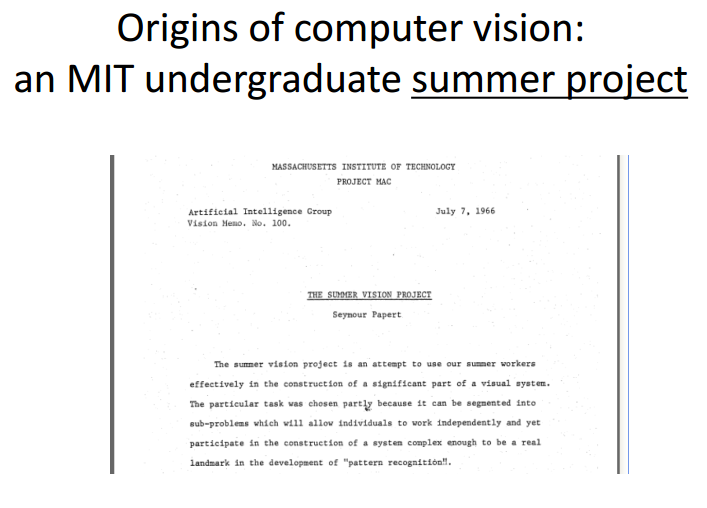 Origins of computer vision:
an MIT undergraduate summer project
MASSACHUSETTS INSTITUTE OF TECHNOLOGY
PROJECT MAC
Artificial Intelligence Group
July 7, 1966
Vision Memo. No. 100.
THE SUMMER VISION PROJECT
Seymour Papert
The summer vision project is an attempt to use our summer workers
effectively in the construction of a significant part of a visual system.
The particular task was chosen partly because it can be segmented into
sub-problems which will allow individuals to work independently and yet
participate in the construction of a system complex enough to be a real
landmark in the development of "pattern recognition".